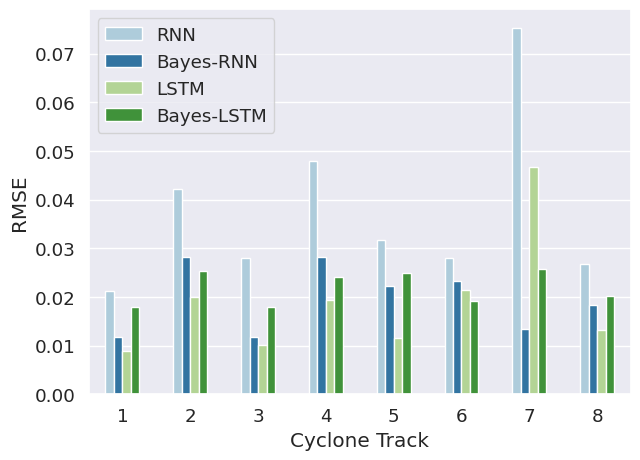 RNN
Bayes-RNN
LSTM
Bayes-LSTM
0.07
0.06
0.05
0.04
0.03
0.02
0.01
0.00
RMSE
1 2 3 4 5 6 7 8
Cyclone Track